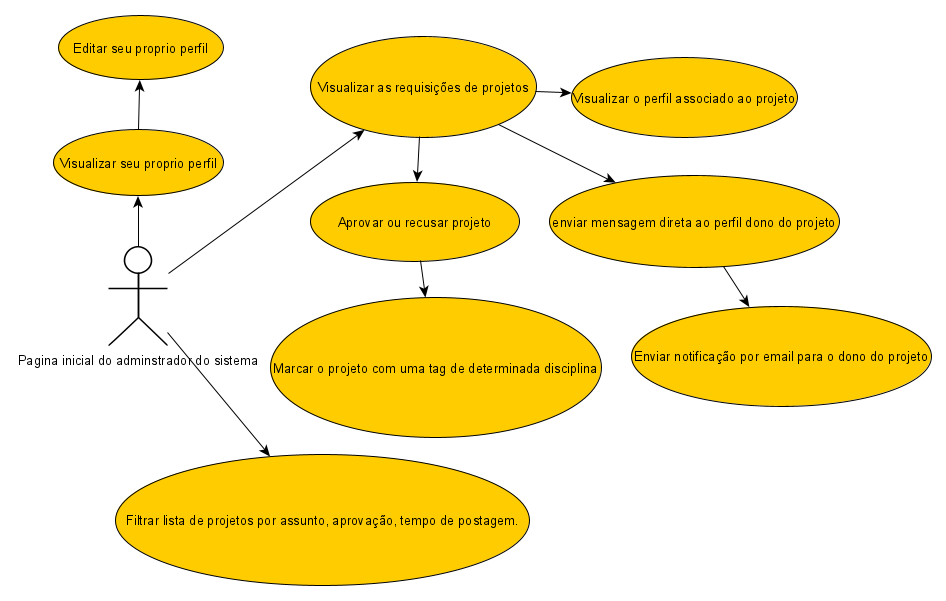 Editar seu proprio perfil
Visualizar seu proprio perfil
Pagina inicial do adminstrador do sistema
Visualizar as requisições de projetos
Visualizar o perfil associado ao projeto
Aprovar ou recusar projeto
enviar mensagem direta ao perfil dono do projeto
Marcar o projeto com uma tag de determinada disciplina
Enviar notificação por email para o dono do projeto
Filtrar lista de projetos por assunto, aprovação, tempo de postagem.